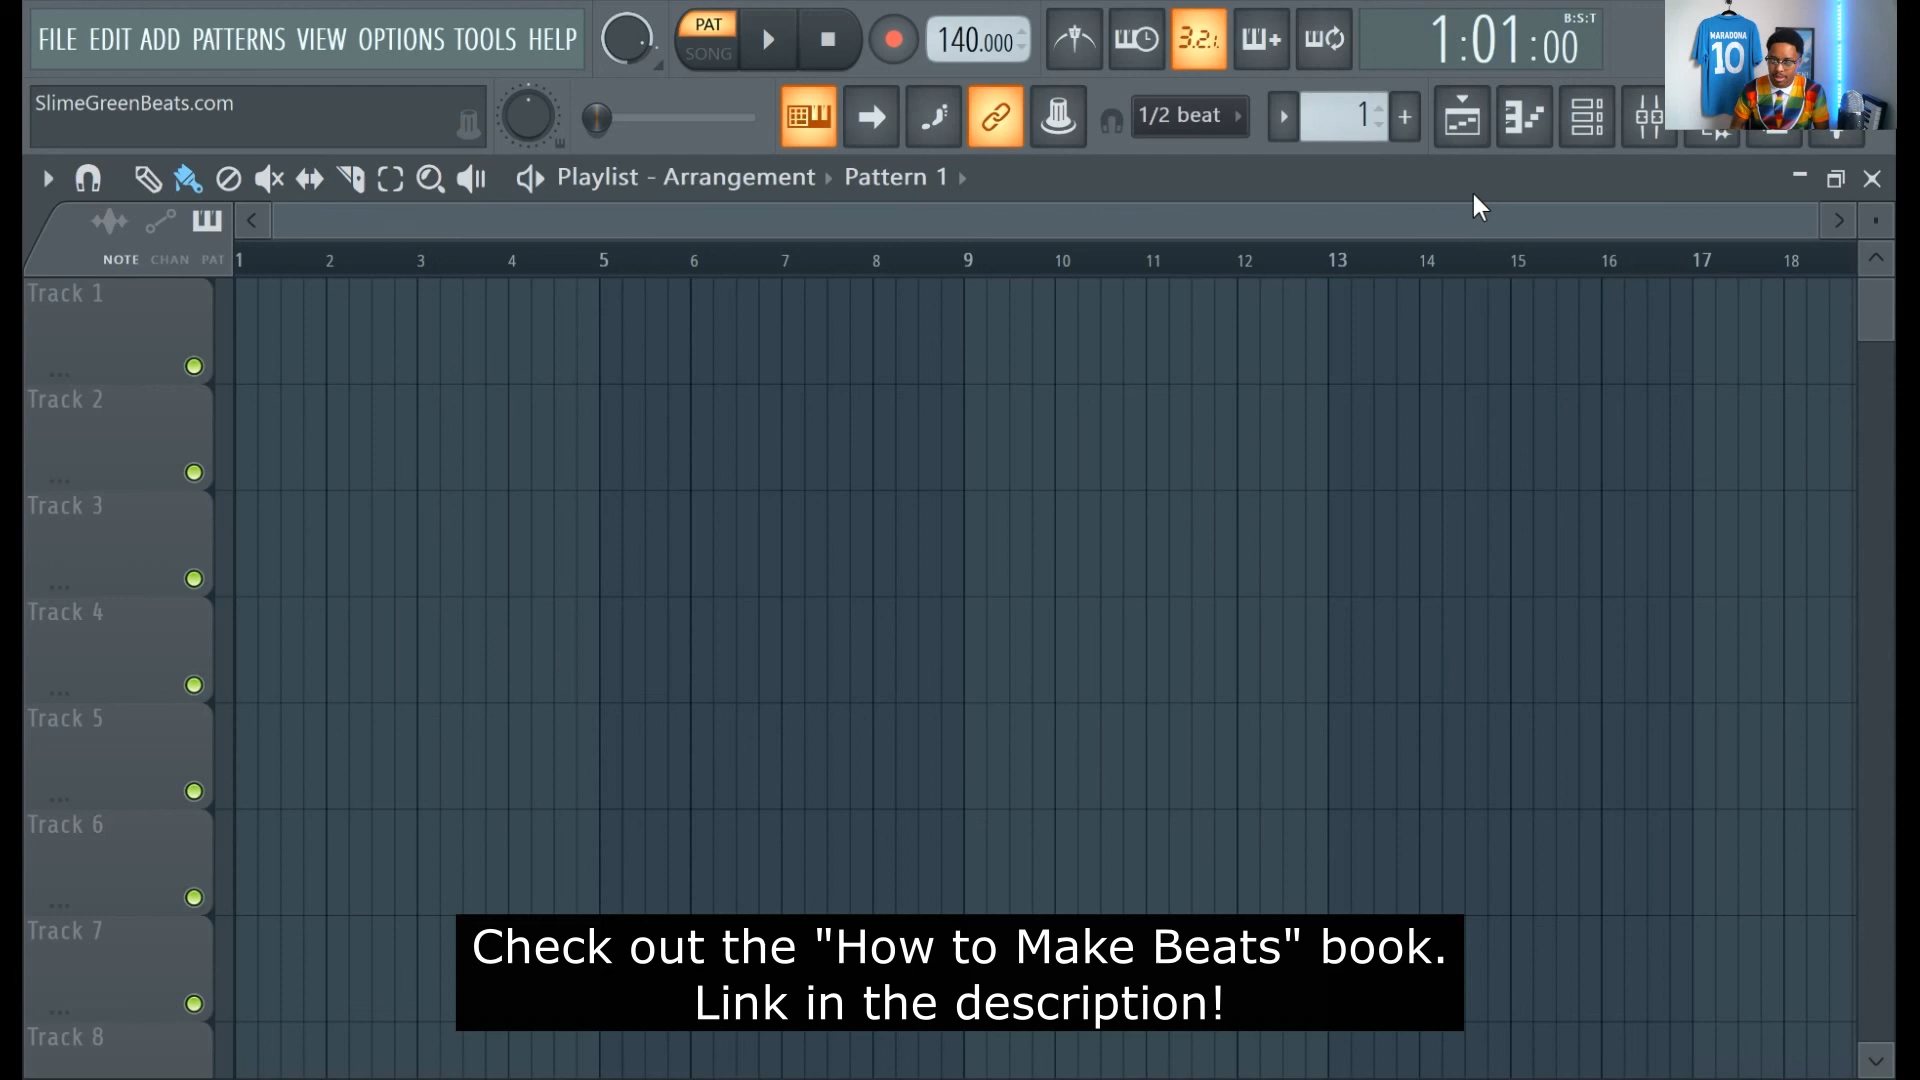 FILE EDIT ADD PATTERNS VIEW OPTIONS TOOLS HELP
PAT
SONG
140.000
3.2.1.
B:S:T
1:01:00
MARADONA
10
SlimeGreenBeats.com
1/2 beat
1
+
Playlist - Arrangement
Pattern 1
NOTE CHAN PAT
1 2 3 4 5 6 7 8 9 10 11 12 13 14 15 16 17 18
Track 1
...
Track 2
...
Track 3
...
Track 4
...
Track 5
...
Track 6
...
Track 7
...
Track 8
Check out the "How to Make Beats" book.
Link in the description!